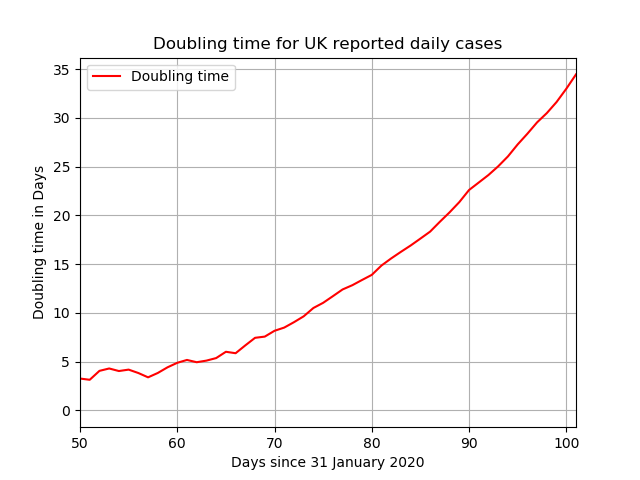 Doubling time for UK reported daily cases
Doubling time
Doubling time in Days
35
30
25
20
15
10
5
0
50 60 70 80 90 100
Days since 31 January 2020